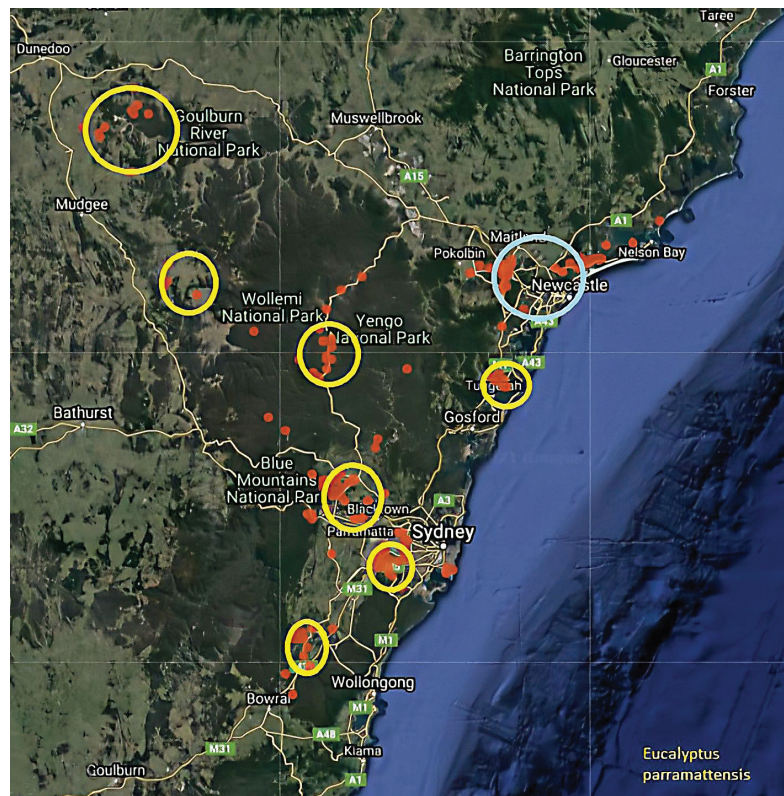 Taree
Dunedoo
Barrington
Tops
National Park
Gloucester
A1
Forster
Goulburn
River
National Park
Muswellbrook
A15
Mudgee
A1
Maitland
Pokolbin
Nelson Bay
Newcastle
Wollemi
National Park
Yengo
National Park
A43
A43
Tuggerah
Bathurst
A32
Gosford
Blue
Mountains
National Par
A3
Blacktown
Parramatta
Sydney
M31
M1
Wollongong
Bowral
M1
A48
M31
Kiama
Goulburn
A1
Eucalyptus
parramattensis